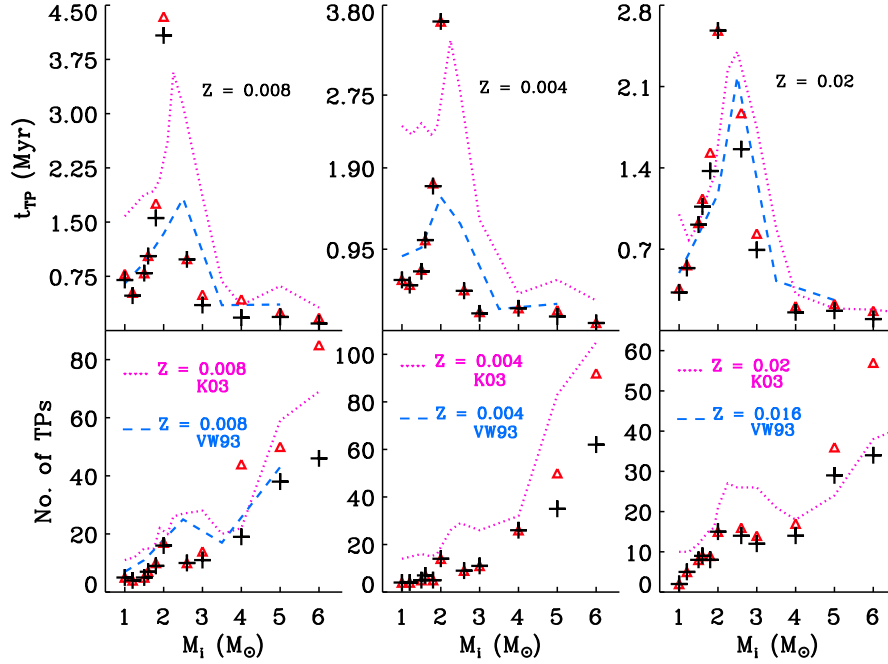 4.50
3.75
3.00
2.25
1.50
0.75
t_TP (Myr)
Z = 0.008
3.80
2.75
1.90
0.95
Z = 0.004
2.8
2.1
1.4
0.7
Z = 0.02
80
60
40
20
0
No. of TPs
Z = 0.008
K03
Z = 0.008
VW93
1 2 3 4 5 6
M_i (M_⊙)
100
80
60
40
20
0
Z = 0.004
K03
Z = 0.004
VW93
1 2 3 4 5 6
M_i (M_⊙)
60
50
40
30
20
10
0
Z = 0.02
K03
Z = 0.016
VW93
1 2 3 4 5 6
M_i (M_⊙)